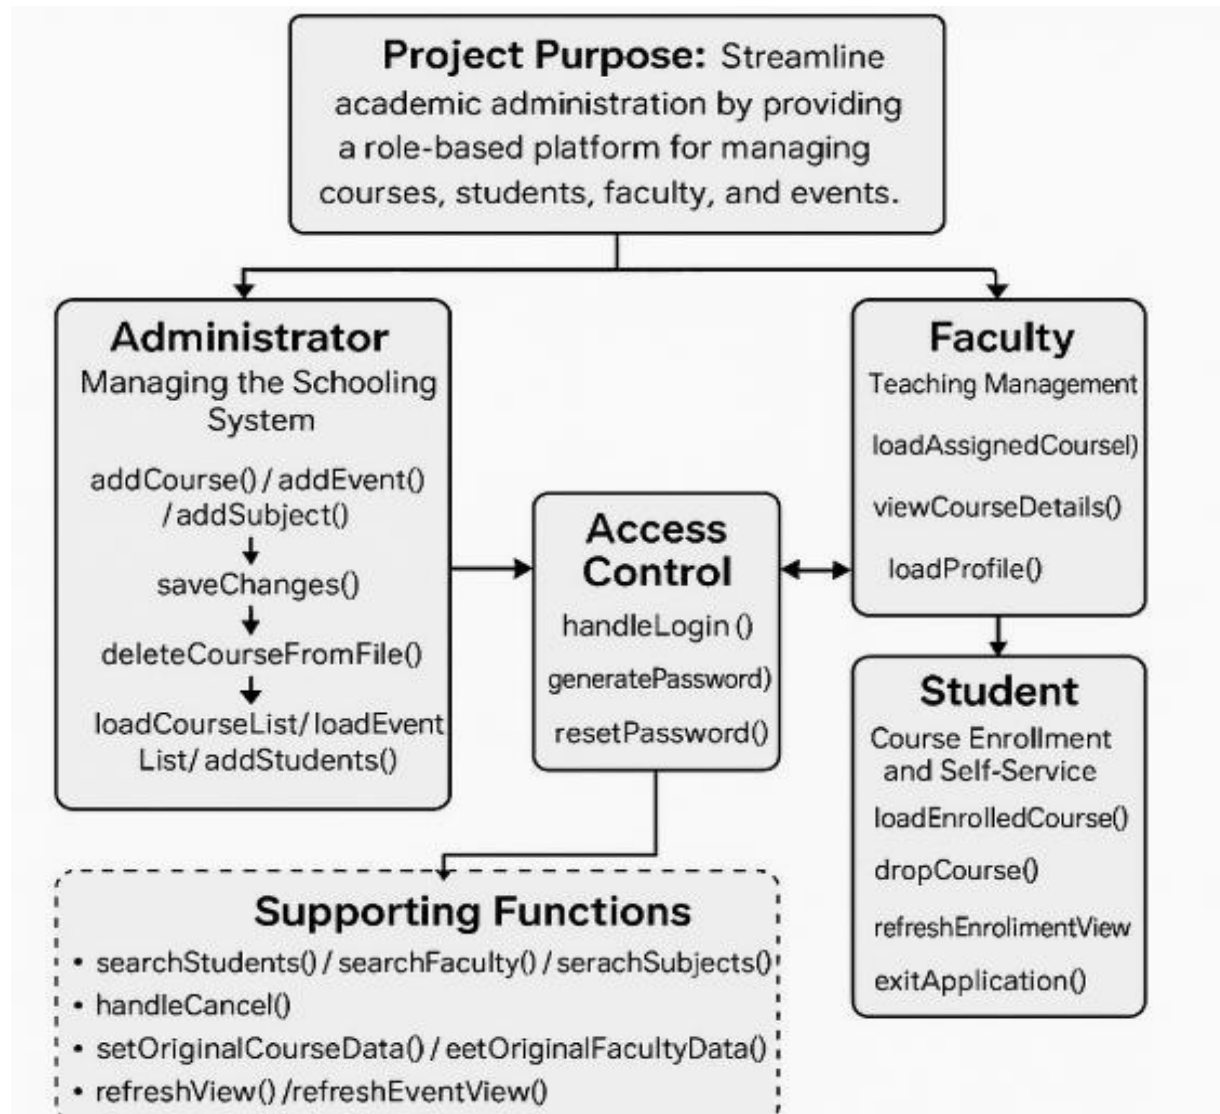 Project Purpose: Streamline
academic administration by providing
a role-based platform for managing
courses, students, faculty, and events.
Administrator
Managing the Schooling
System
addCourse() / addEvent()
/ addSubject()
saveChanges()
deleteCourseFromFile()
loadCourseList/ loadEvent
List/ addStudents()
Access
Control
handleLogin ()
generatePassword)
resetPassword()
Faculty
Teaching Management
loadAssignedCoursel)
viewCourseDetails()
loadProfile()
Student
Course Enrollment
and Self-Service
loadEnrolledCourse()
dropCourse()
refreshEnrolimentView
exitApplication()
Supporting Functions
• searchStudents() / searchFaculty() / serachSubjects()
• handleCancel()
• setOriginalCourseData() / eetOriginalFacultyData()
• refreshView() /refreshEventView()